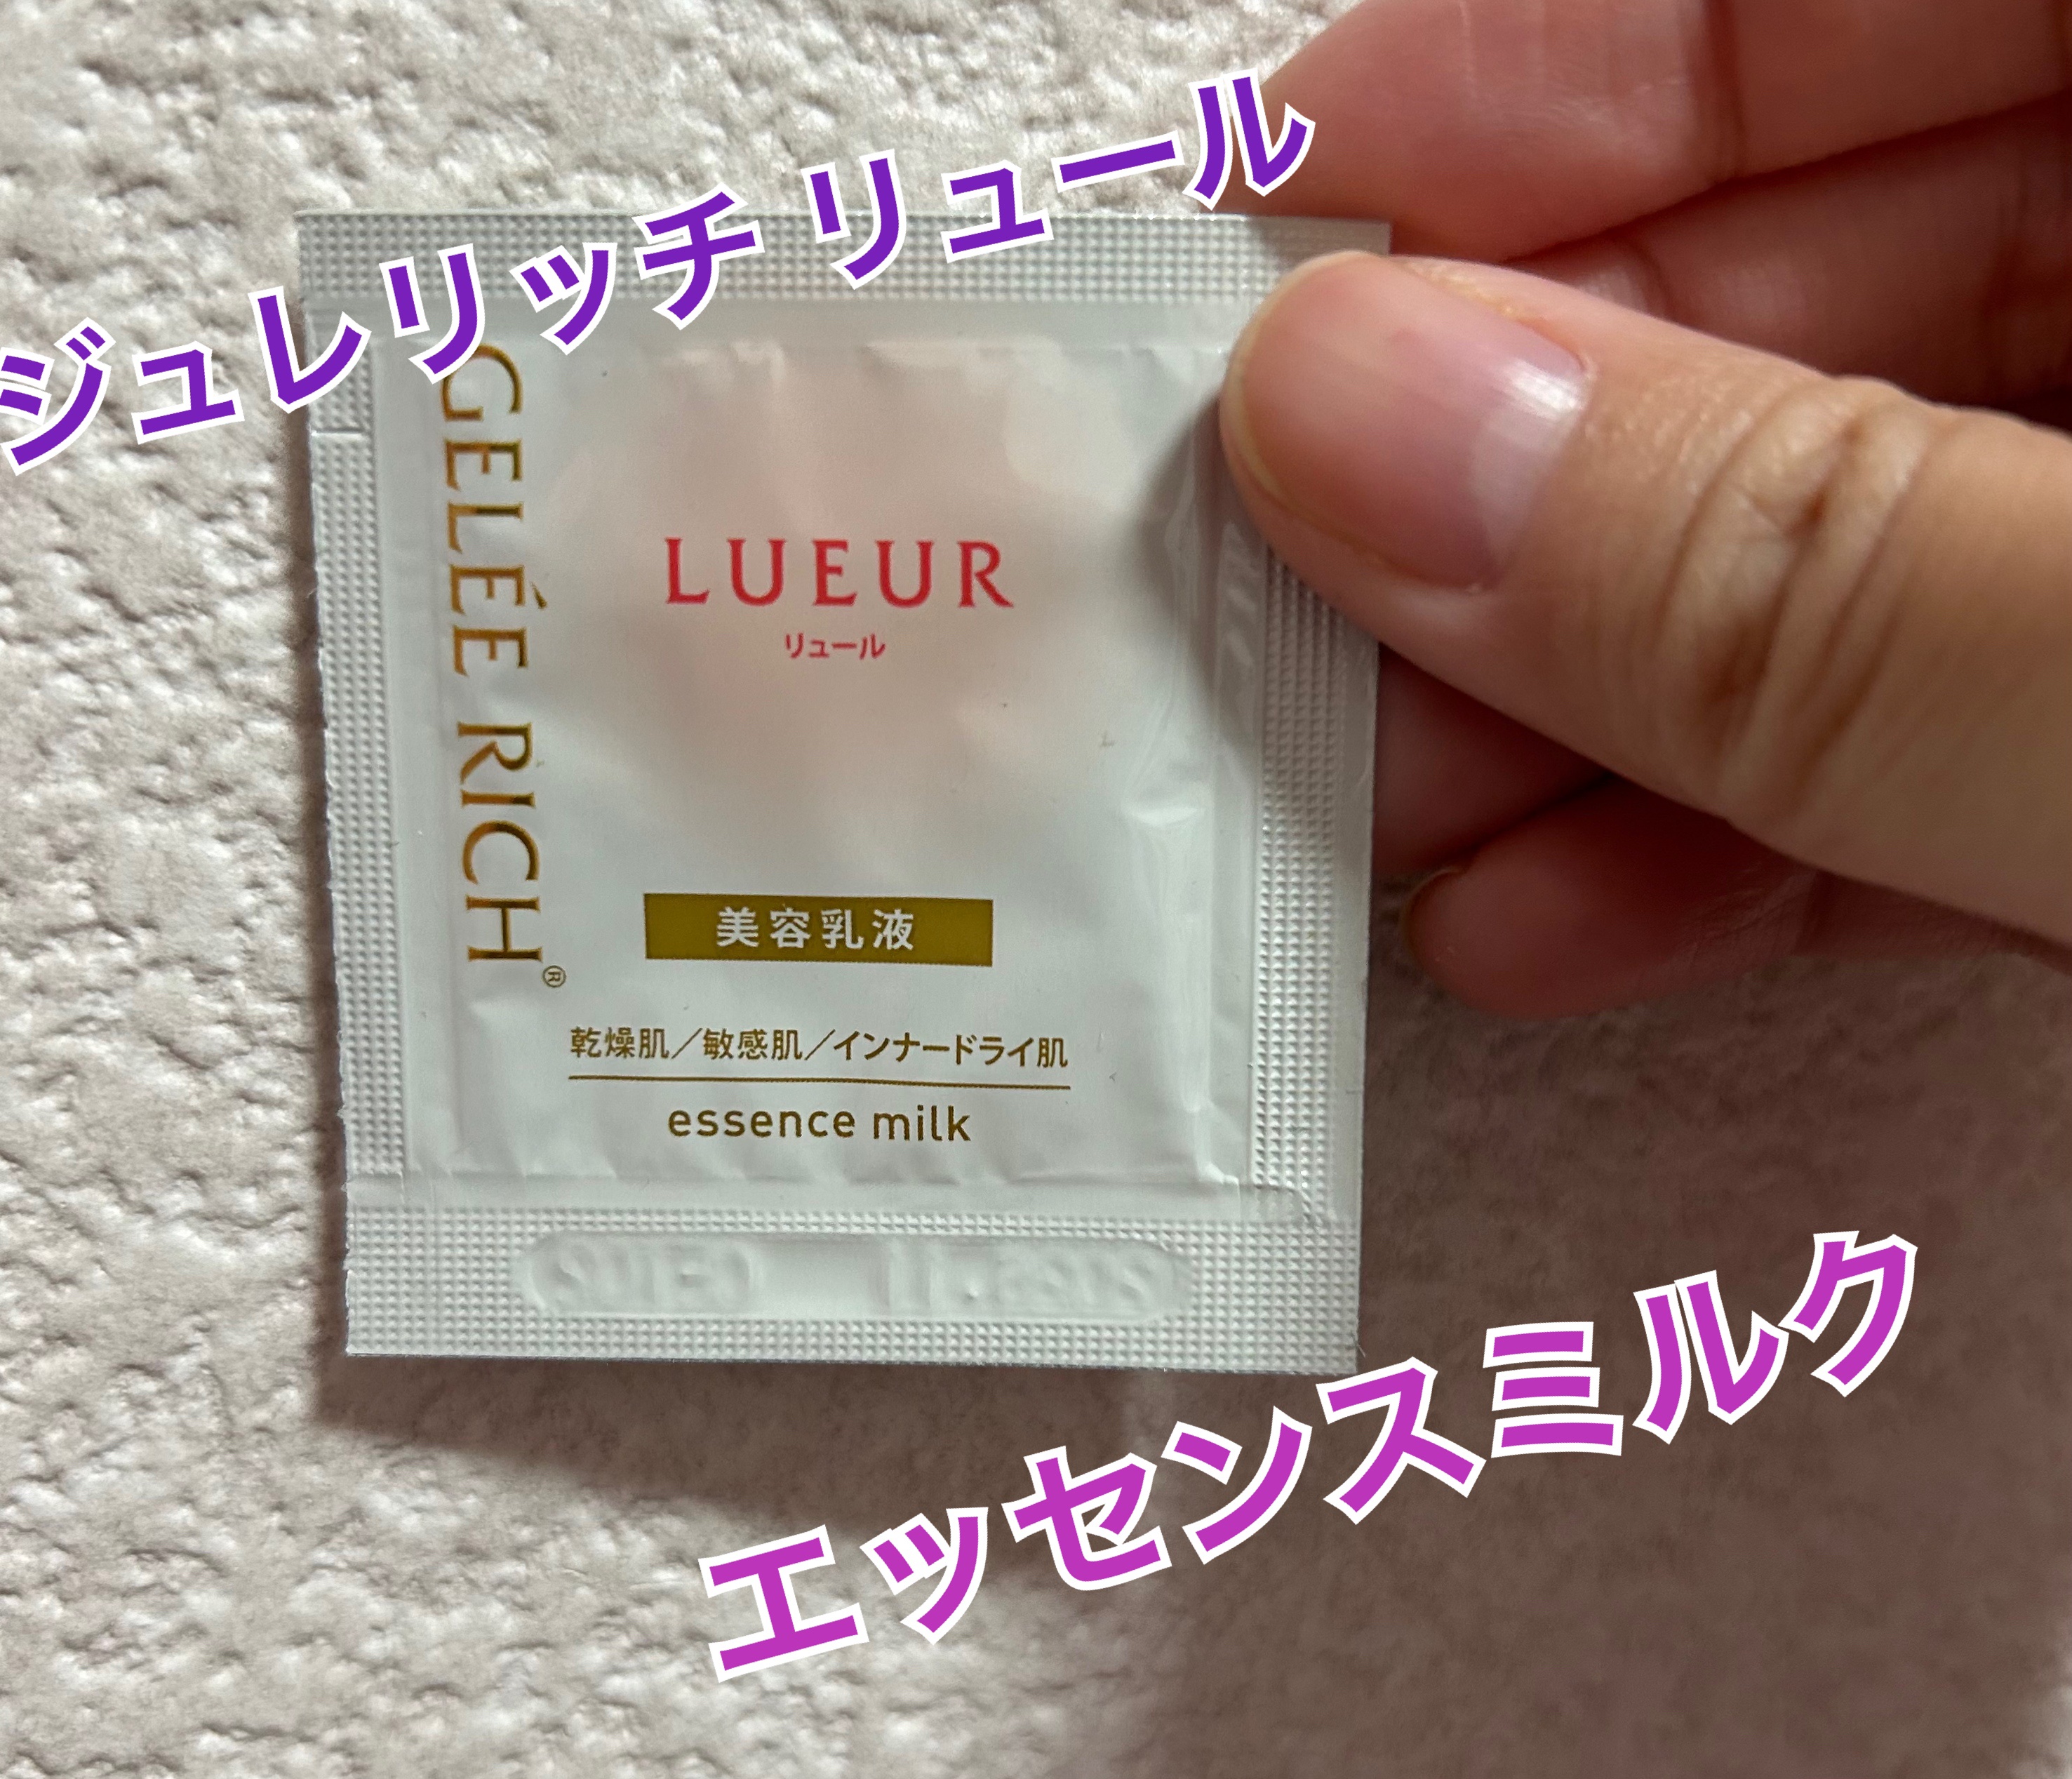 ジュレリッチ リュール
GELÉE RICH®
LUEUR
リュール
美容乳液
乾燥肌／敏感肌／インナードライ肌
essence milk
エッセンスミルク